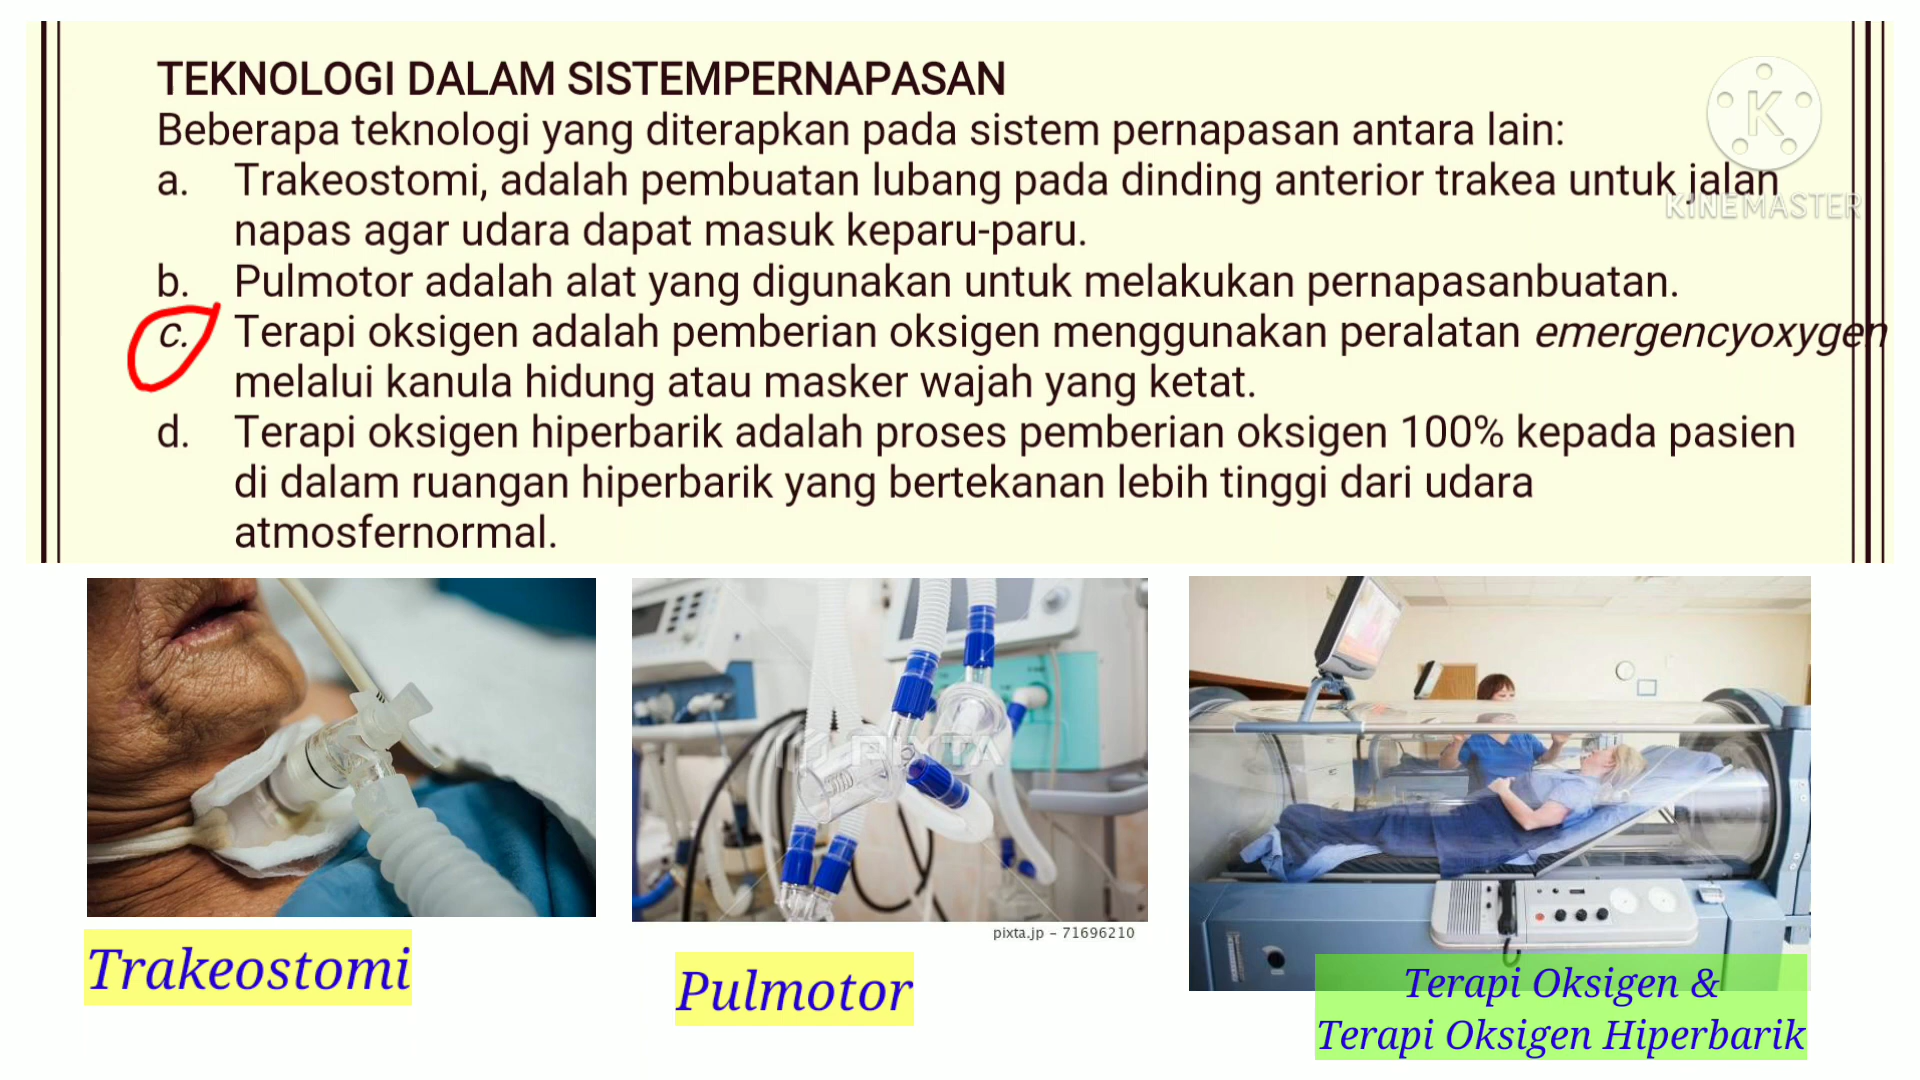 TEKNOLOGI DALAM SISTEMPERNAPASAN
Beberapa teknologi yang diterapkan pada sistem pernapasan antara lain:
a. Trakeostomi, adalah pembuatan lubang pada dinding anterior trakea untuk jalan
napas agar udara dapat masuk keparu-paru.
b. Pulmotor adalah alat yang digunakan untuk melakukan pernapasanbuatan.
c. Terapi oksigen adalah pemberian oksigen menggunakan peralatan emergencyoxygen
melalui kanula hidung atau masker wajah yang ketat.
d. Terapi oksigen hiperbarik adalah proses pemberian oksigen 100% kepada pasien
di dalam ruangan hiperbarik yang bertekanan lebih tinggi dari udara
atmosfernormal.
K
KINEMASTER
PIXTA
pixta.jp - 71696210
Trakeostomi
Pulmotor
Terapi Oksigen &
Terapi Oksigen Hiperbarik